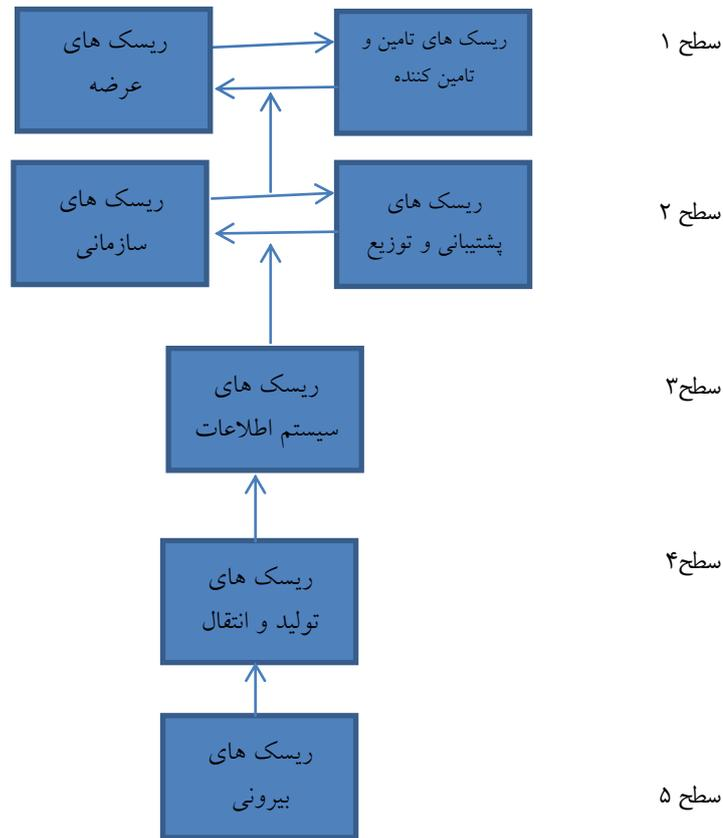 ریسک های
عرضه
ریسک های تامین و
تامین کننده
سطح ۱
ریسک های
سازمانی
ریسک های
پشتیبانی و توزیع
سطح ۲
ریسک های
سیستم اطلاعات
سطح۳
ریسک های
تولید و انتقال
سطح۴
ریسک های
بیرونی
سطح ۵